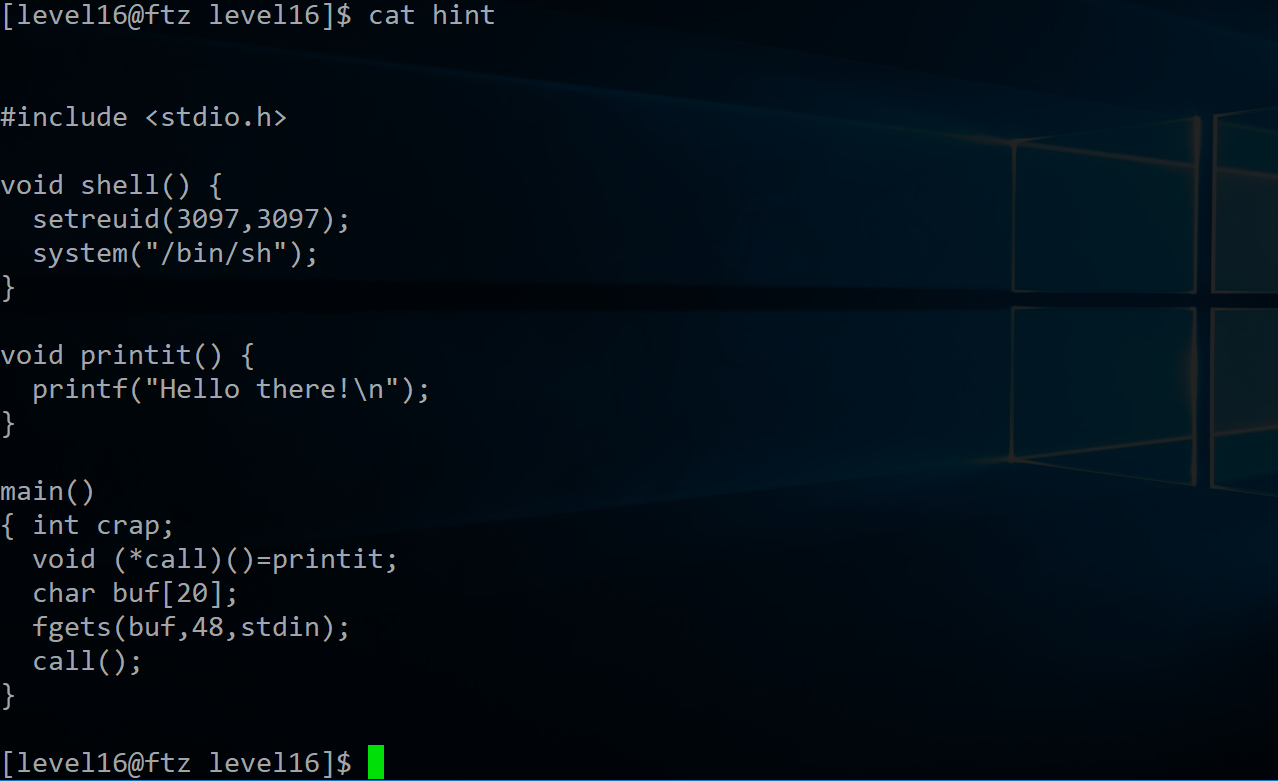 [level16@ftz level16]$ cat hint
#include <stdio.h>
void shell() {
  setreuid(3097,3097);
  system("/bin/sh");
}
void printit() {
  printf("Hello there!\n");
}
main()
{ int crap;
  void (*call)()=printit;
  char buf[20];
  fgets(buf,48,stdin);
  call();
}
[level16@ftz level16]$